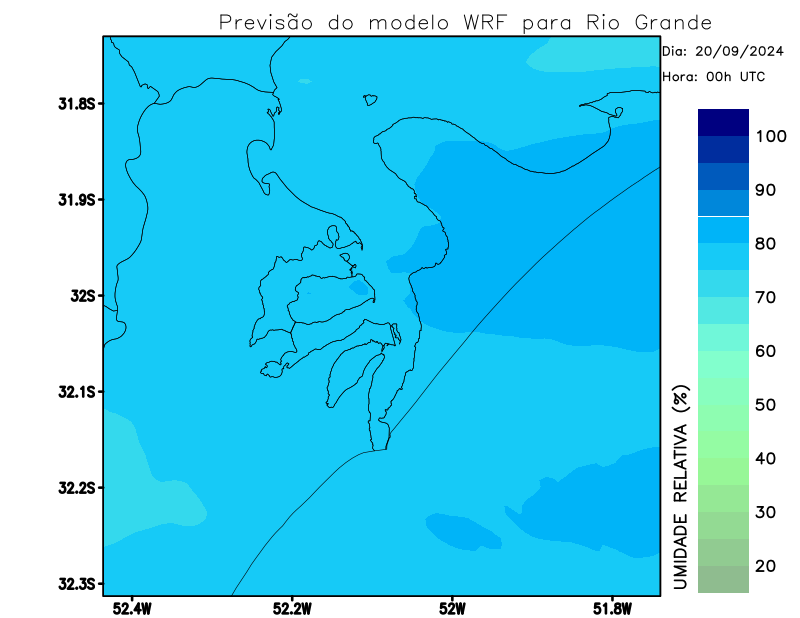 Previsão do modelo WRF para Rio Grande
Dia: 20/09/2024
Hora: 00h UTC
31.8S
31.9S
32S
32.1S
32.2S
32.3S
52.4W
52.2W
52W
51.8W
100
90
80
70
60
50
40
30
20
UMIDADE RELATIVA (%)